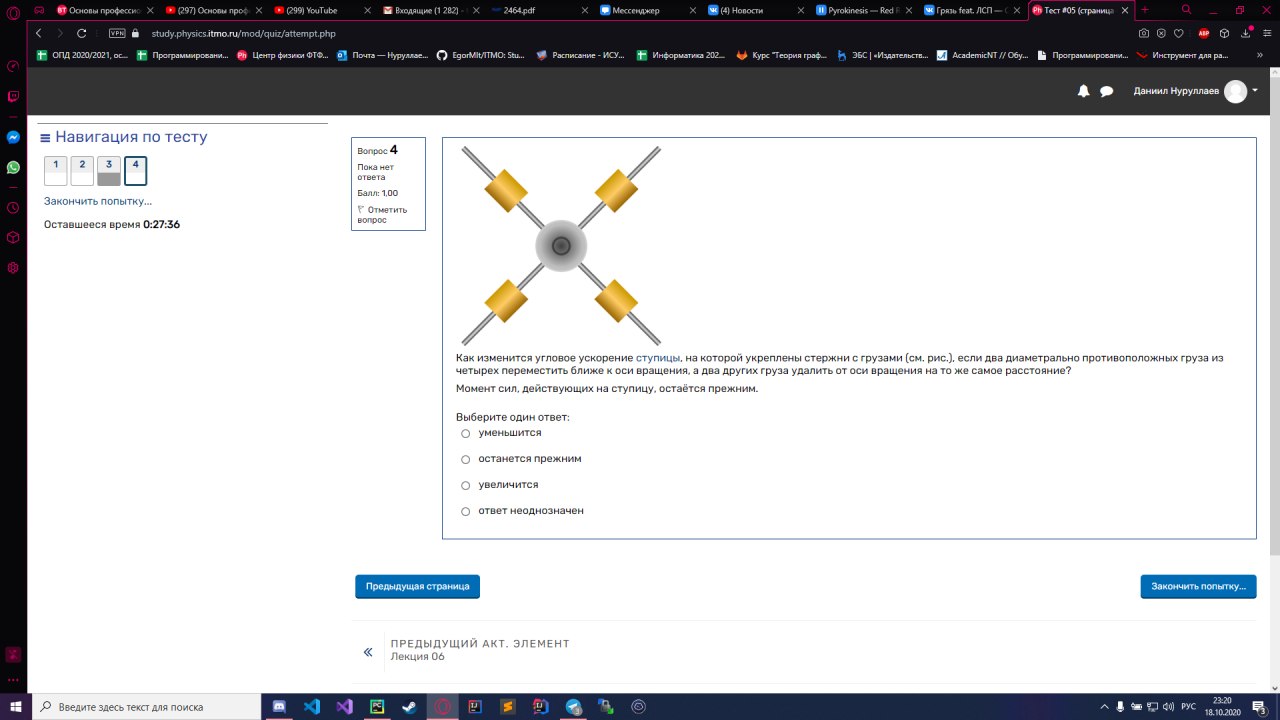 Основы профессио
(297) Основы проф
(299) YouTube
Входящие (1 282) -
2464.pdf
Мессенджер
(4) Новости
Pyrokinesis — Red
Грязь feat. ЛСП —
Тест #05 (страница
VPN study.physics.itmo.ru/mod/quiz/attempt.php
ABP
ОПД 2020/2021, ос...
Программировани...
Центр физики ФТФ...
Почта — Нуруллае...
GitHub
EgorMIt/ITMO: Stu...
Расписание - ИСУ...
Информатика 202...
Курс "Теория граф...
ЭБС | «Издательств...
AcademicNT // Обу...
Программировани...
Инструмент для ра...
Даниил Нуруллаев
Навигация по тесту
1 2 3 4
Закончить попытку...
Оставшееся время 0:27:36
Вопрос 4
Пока нет
ответа
Балл: 1,00
Отметить
вопрос
Как изменится угловое ускорение ступицы, на которой укреплены стержни с грузами (см. рис.), если два диаметрально противоположных груза из
четырех переместить ближе к оси вращения, а два других груза удалить от оси вращения на то же самое расстояние?
Момент сил, действующих на ступицу, остаётся прежним.
Выберите один ответ:
уменьшится
останется прежним
увеличится
ответ неоднозначен
Предыдущая страница
Закончить попытку...
ПРЕДЫДУЩИЙ АКТ. ЭЛЕМЕНТ
Лекция 06
Введите здесь текст для поиска
РУС
23:20
18.10.2020